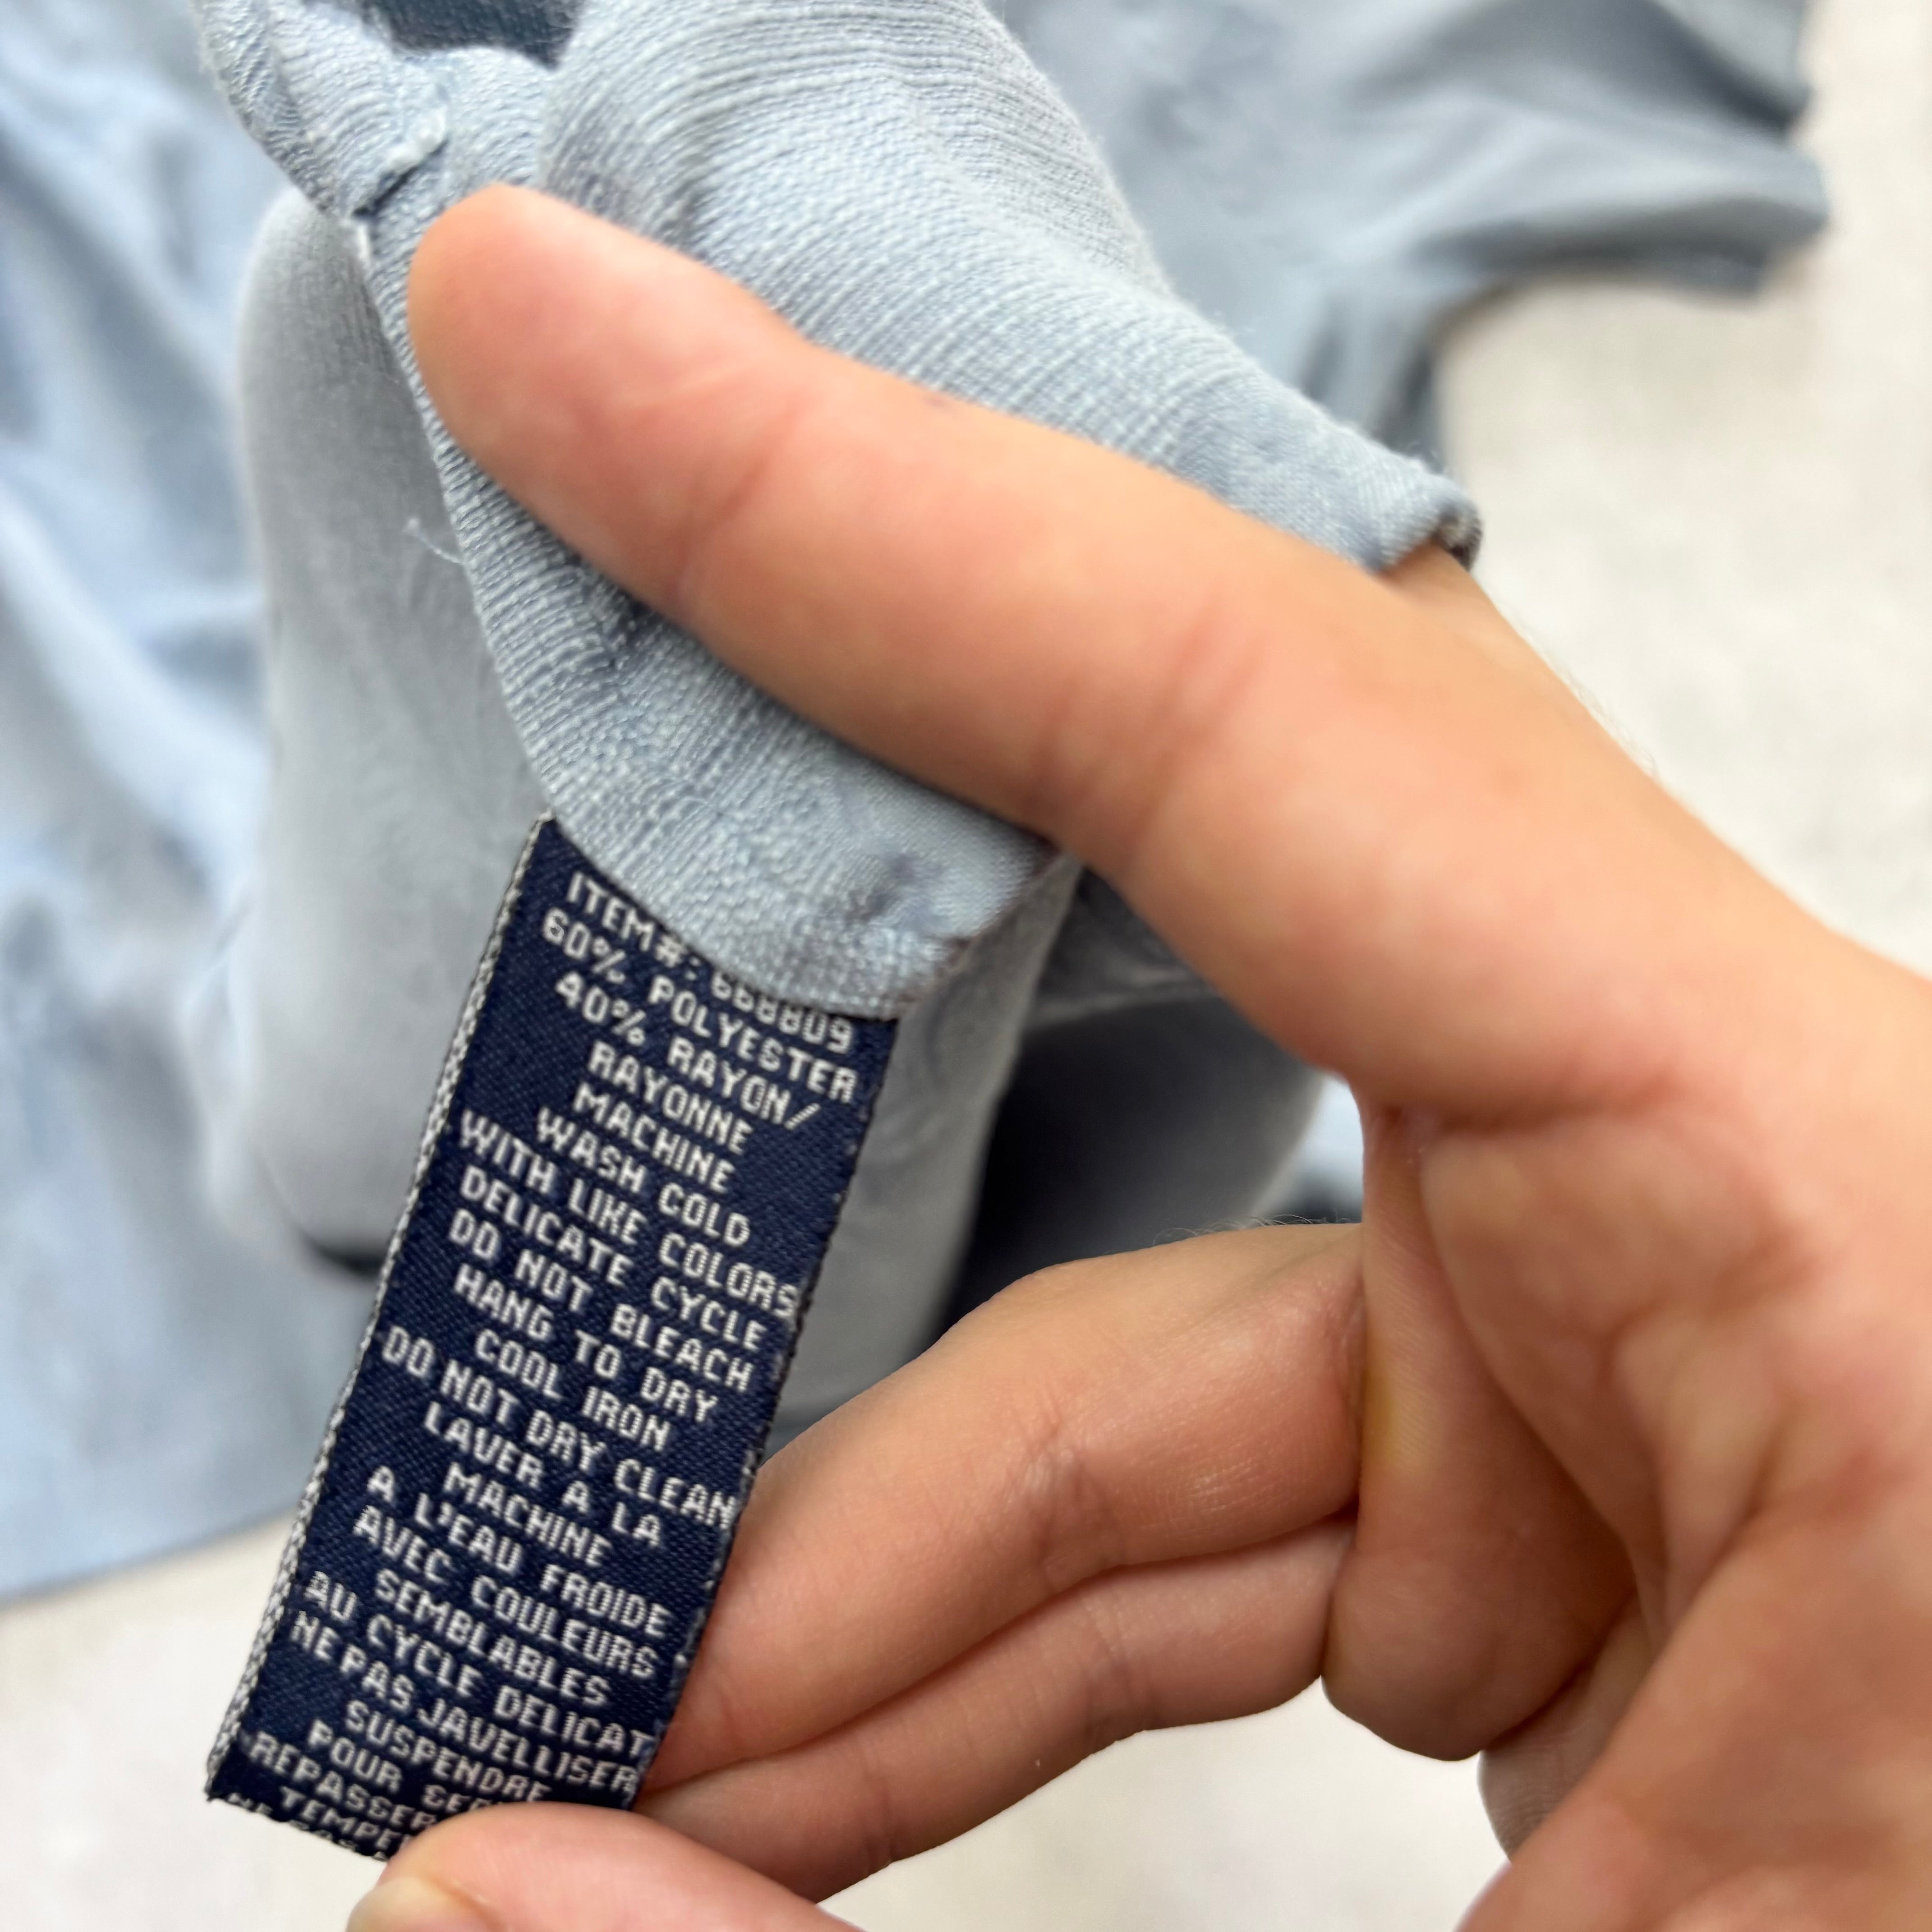 ITEM#: 668809
60% POLYESTER
40% RAYON/
RAYONNE
MACHINE
WASH COLD
WITH LIKE COLORS
DELICATE CYCLE
DO NOT BLEACH
HANG TO DRY
COOL IRON
DO NOT DRY CLEAN
LAVER A LA
MACHINE
A L'EAU FROIDE
AVEC COULEURS
SEMBLABLES
AU CYCLE DELICAT
NE PAS JAVELLISER
SUSPENDRE
POUR
REPASSER